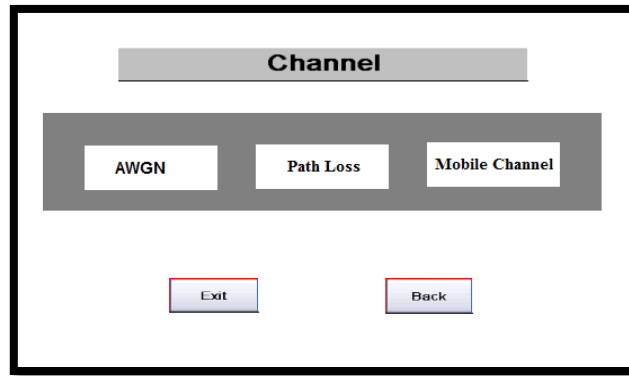 Channel
AWGN
Path Loss
Mobile Channel
Exit
Back